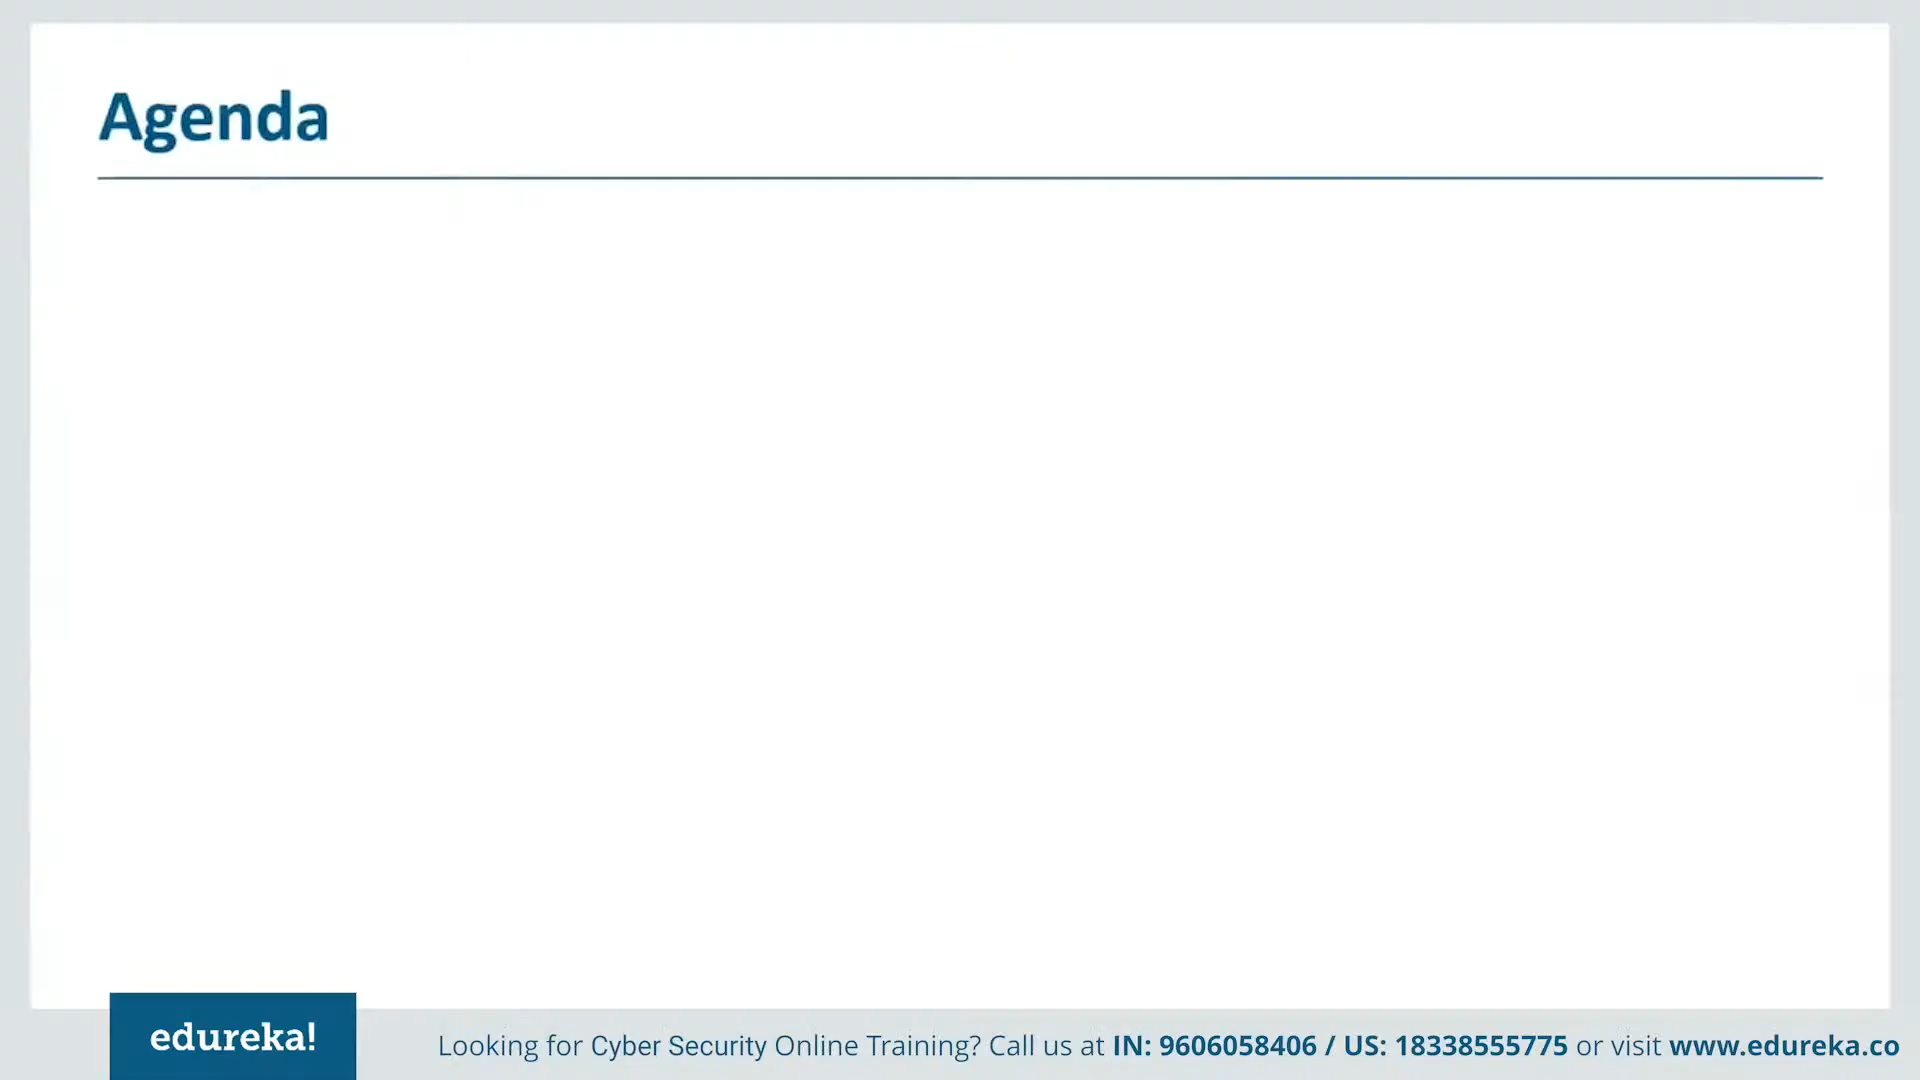 Agenda
edureka!
Looking for Cyber Security Online Training? Call us at IN: 9606058406 / US: 18338555775 or visit www.edureka.co